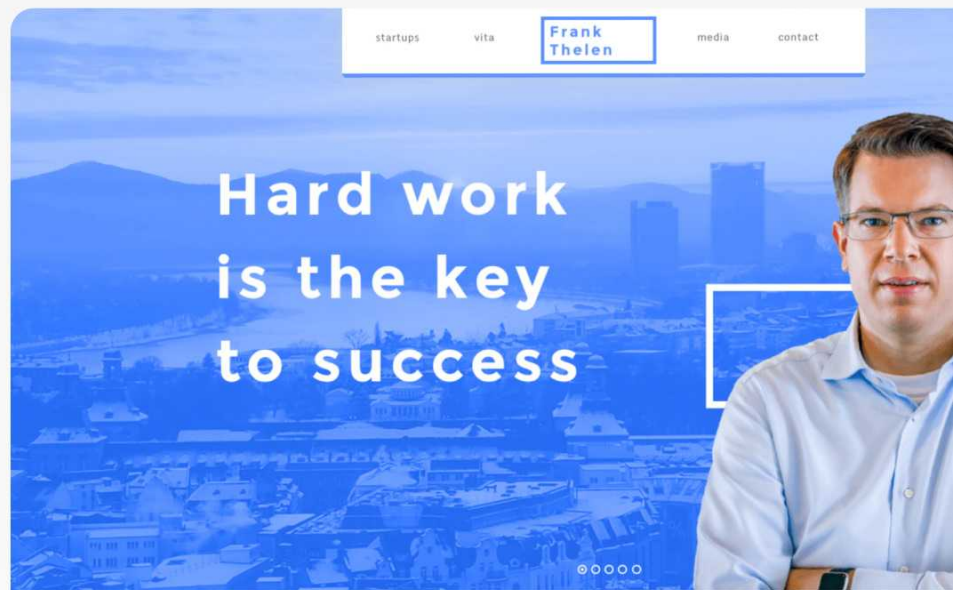 startups
vita
Frank
Thelen
media
contact
Hard work
is the key
to success